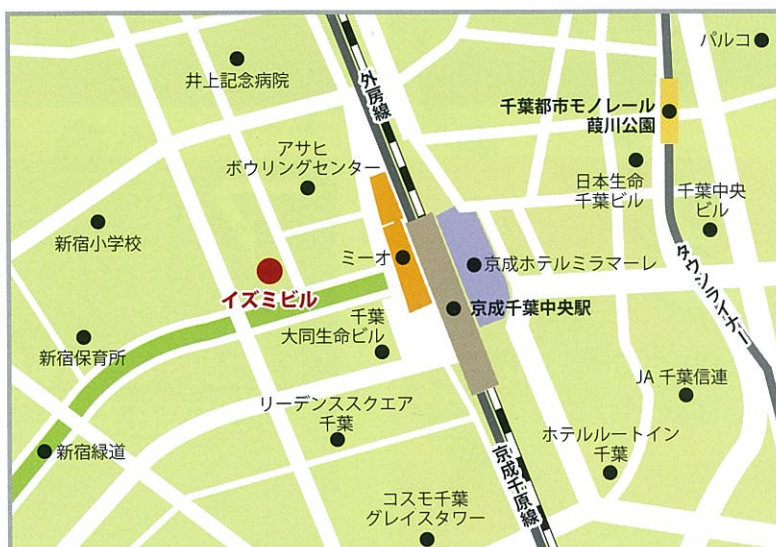 パルコ
井上記念病院
外房線
千葉都市モノレール
葭川公園
アサヒ
ボウリングセンター
日本生命
千葉ビル
千葉中央
ビル
新宿小学校
ミーオ
京成ホテルミラマーレ
タウンライナー
イズミビル
京成千葉中央駅
千葉
大同生命ビル
新宿保育所
JA 千葉信連
リーデンススクエア
千葉
ホテルルートイン
千葉
新宿緑道
京成千原線
コスモ千葉
グレイスタワー